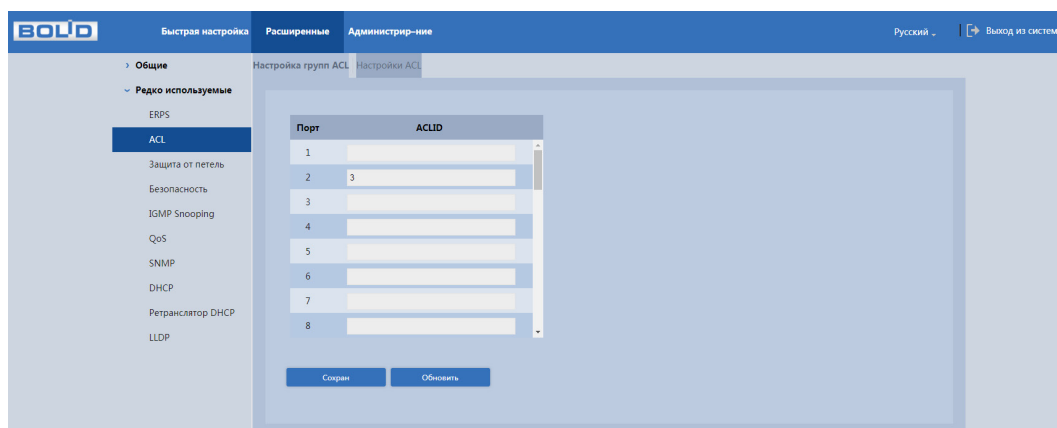 BOLID Быстрая настройка Расширенные Администрир-ние Русский Выход из систем
Общие
Настройка групп ACL Настройки ACL
Редко используемые
ERPS
ACL
Защита от петель
Безопасность
IGMP Snooping
QoS
SNMP
DHCP
Ретранслятор DHCP
LLDP
Порт ACLID
1
2 3
3
4
5
6
7
8
Сохран Обновить